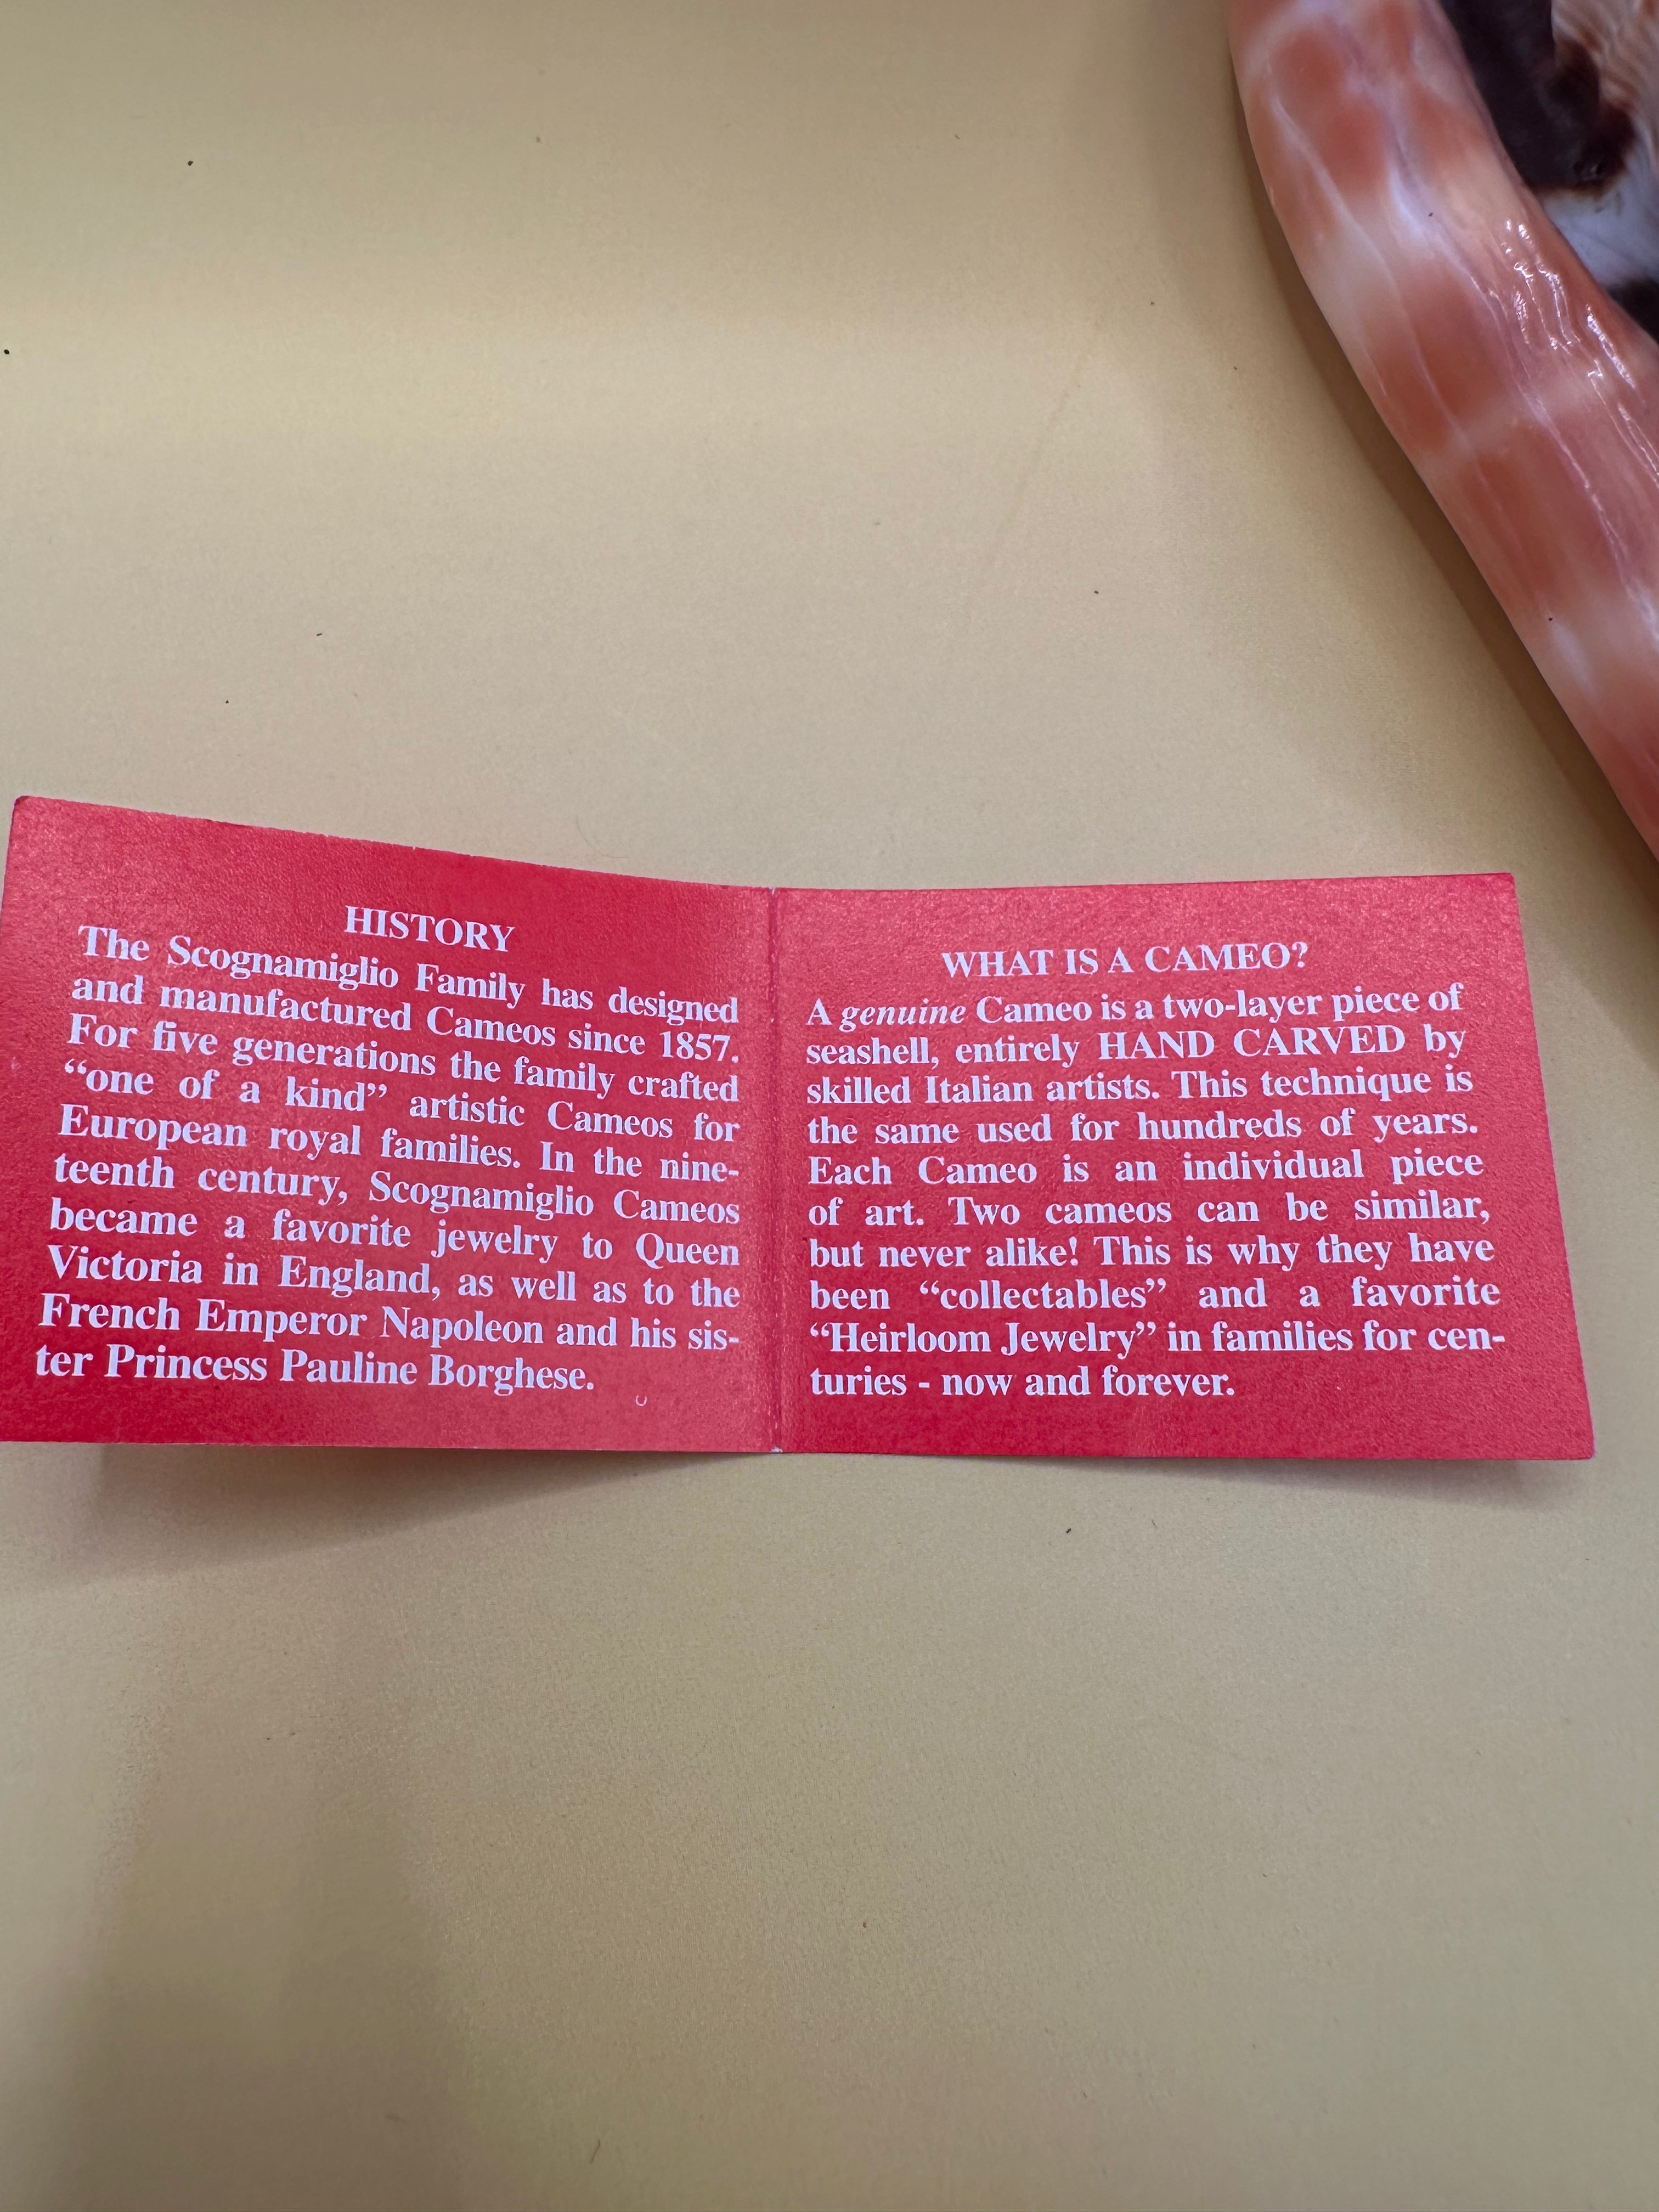 HISTORY
The Scognamiglio Family has designed
and manufactured Cameos since 1857.
For five generations the family crafted
“one of a kind” artistic Cameos for
European royal families. In the nine-
teenth century, Scognamiglio Cameos
became a favorite jewelry to Queen
Victoria in England, as well as to the
French Emperor Napoleon and his sis-
ter Princess Pauline Borghese.
WHAT IS A CAMEO?
A genuine Cameo is a two-layer piece of
seashell, entirely HAND CARVED by
skilled Italian artists. This technique is
the same used for hundreds of years.
Each Cameo is an individual piece
of art. Two cameos can be similar,
but never alike! This is why they have
been “collectables” and a favorite
“Heirloom Jewelry” in families for cen-
turies - now and forever.